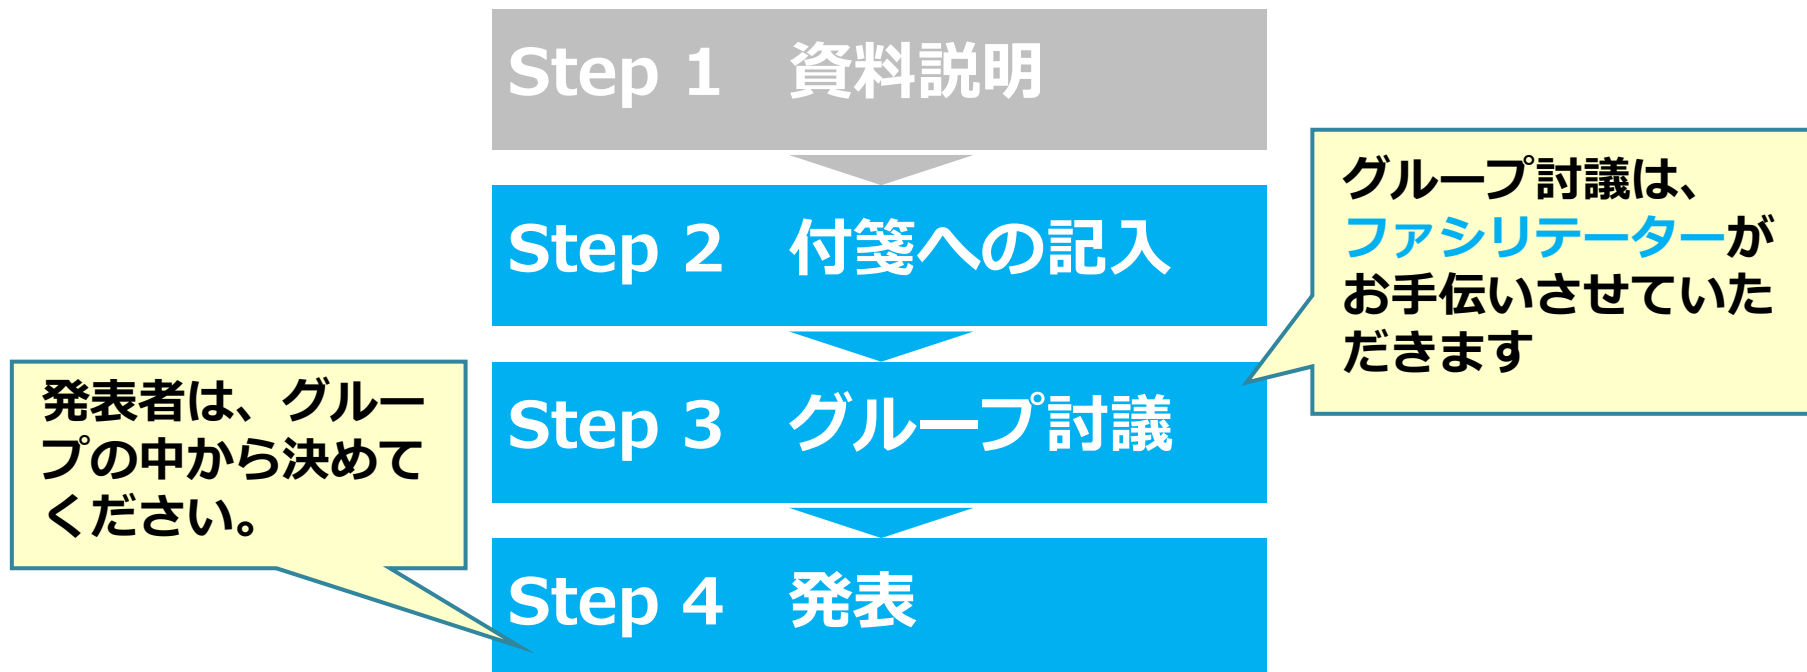 Step 1　資料説明
Step 2　付箋への記入
グループ討議は、
ファシリテーターが
お手伝いさせていた
だきます
Step 3　グループ討議
発表者は、グルー
プの中から決めて
ください。
Step 4　発表